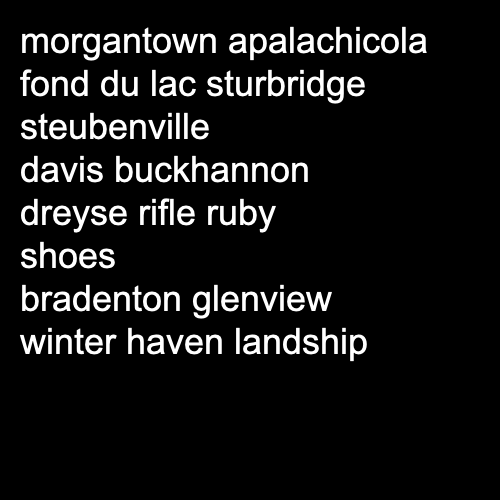 morgantown apalachicola
fond du lac sturbridge
steubenville
davis buckhannon
dreyse rifle ruby
shoes
bradenton glenview
winter haven landship